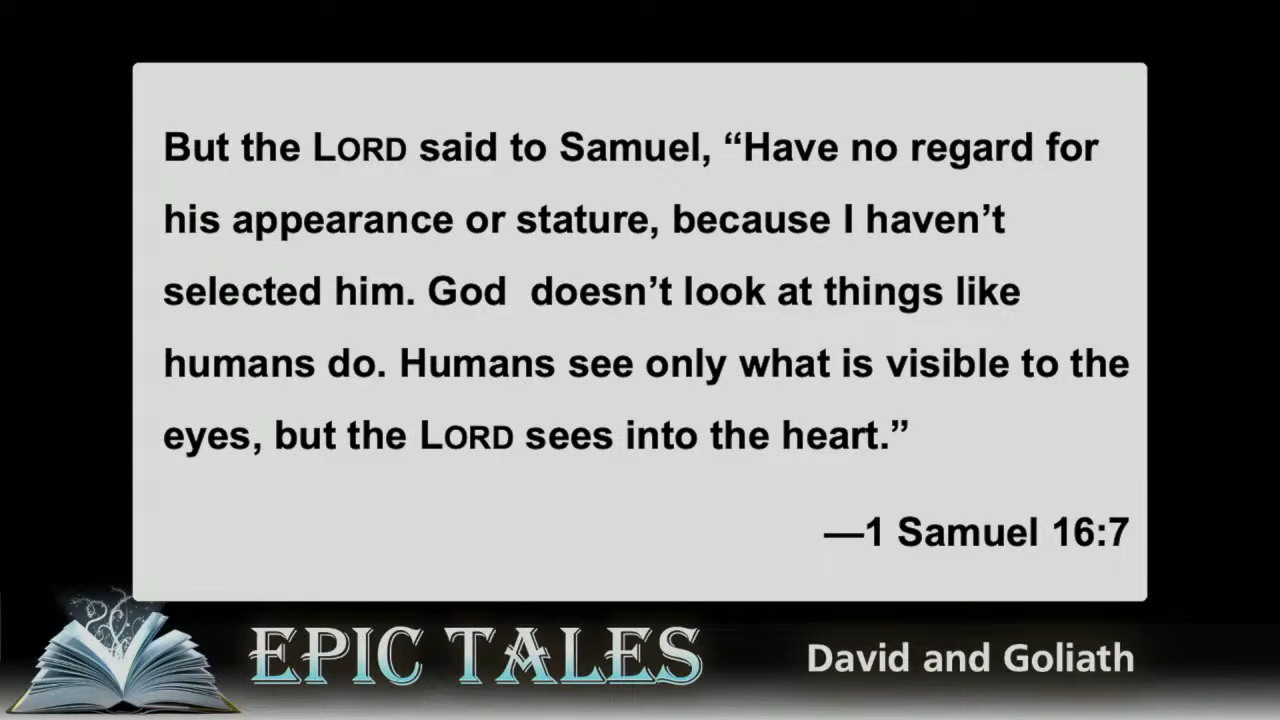 But the LORD said to Samuel, “Have no regard for
his appearance or stature, because I haven’t
selected him. God  doesn’t look at things like
humans do. Humans see only what is visible to the
eyes, but the LORD sees into the heart.”
—1 Samuel 16:7
EPIC TALES
David and Goliath